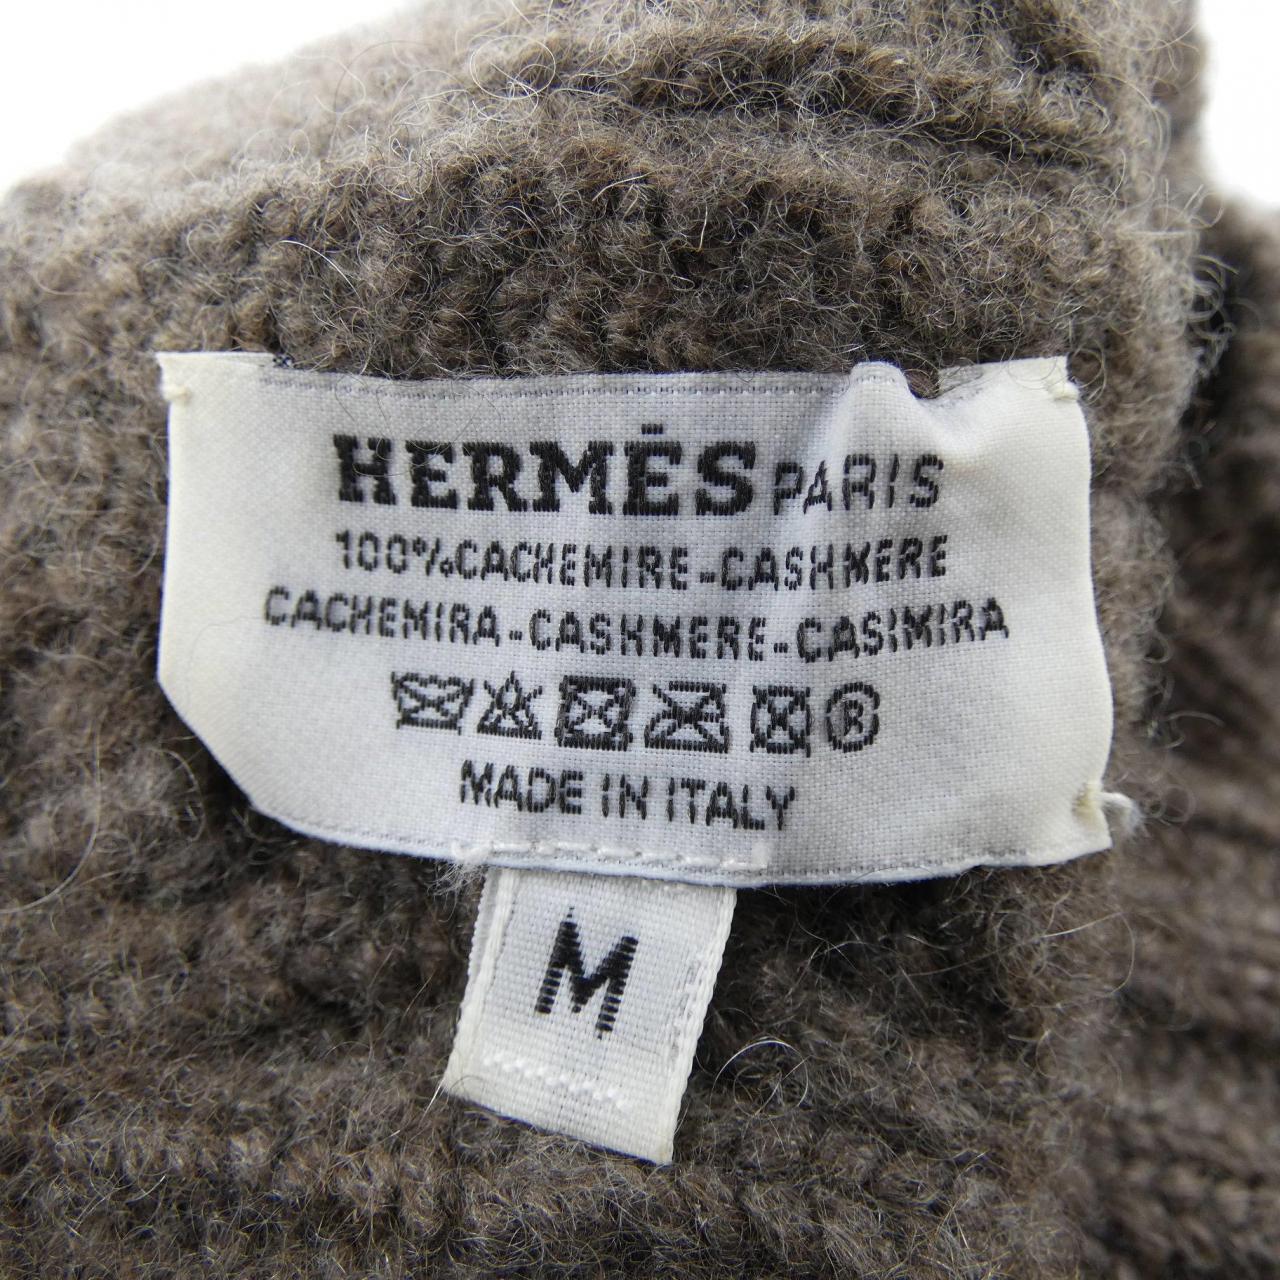 HERMÈS PARIS
100%CACHEMIRE-CASHMERE
CACHEMIRA-CASHMERE-CASIMIRA
®
MADE IN ITALY
M